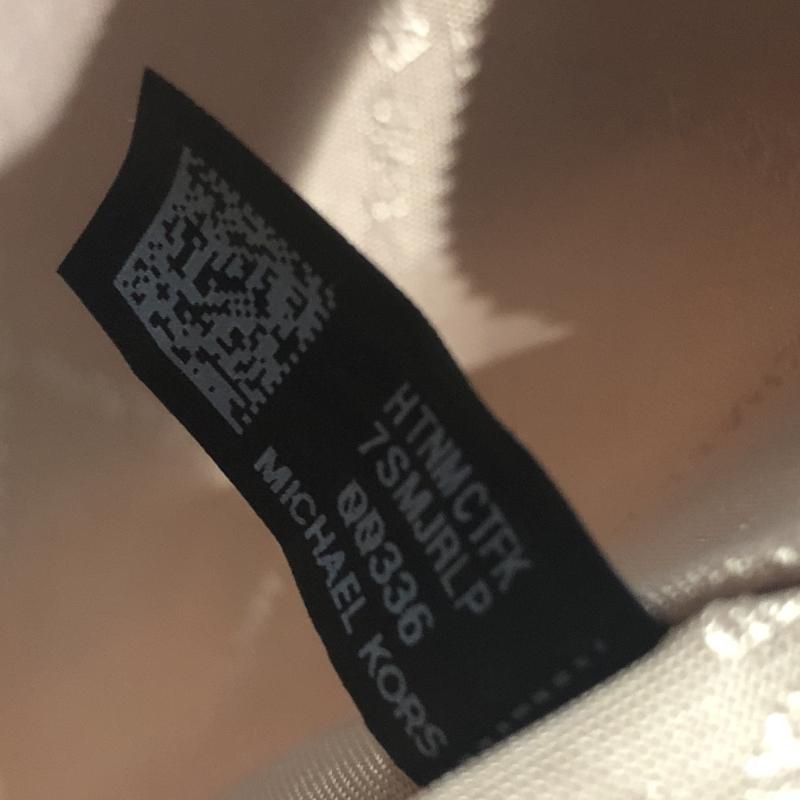 HTNMCTFK
7SMJRLP
00336
MICHAEL KORS